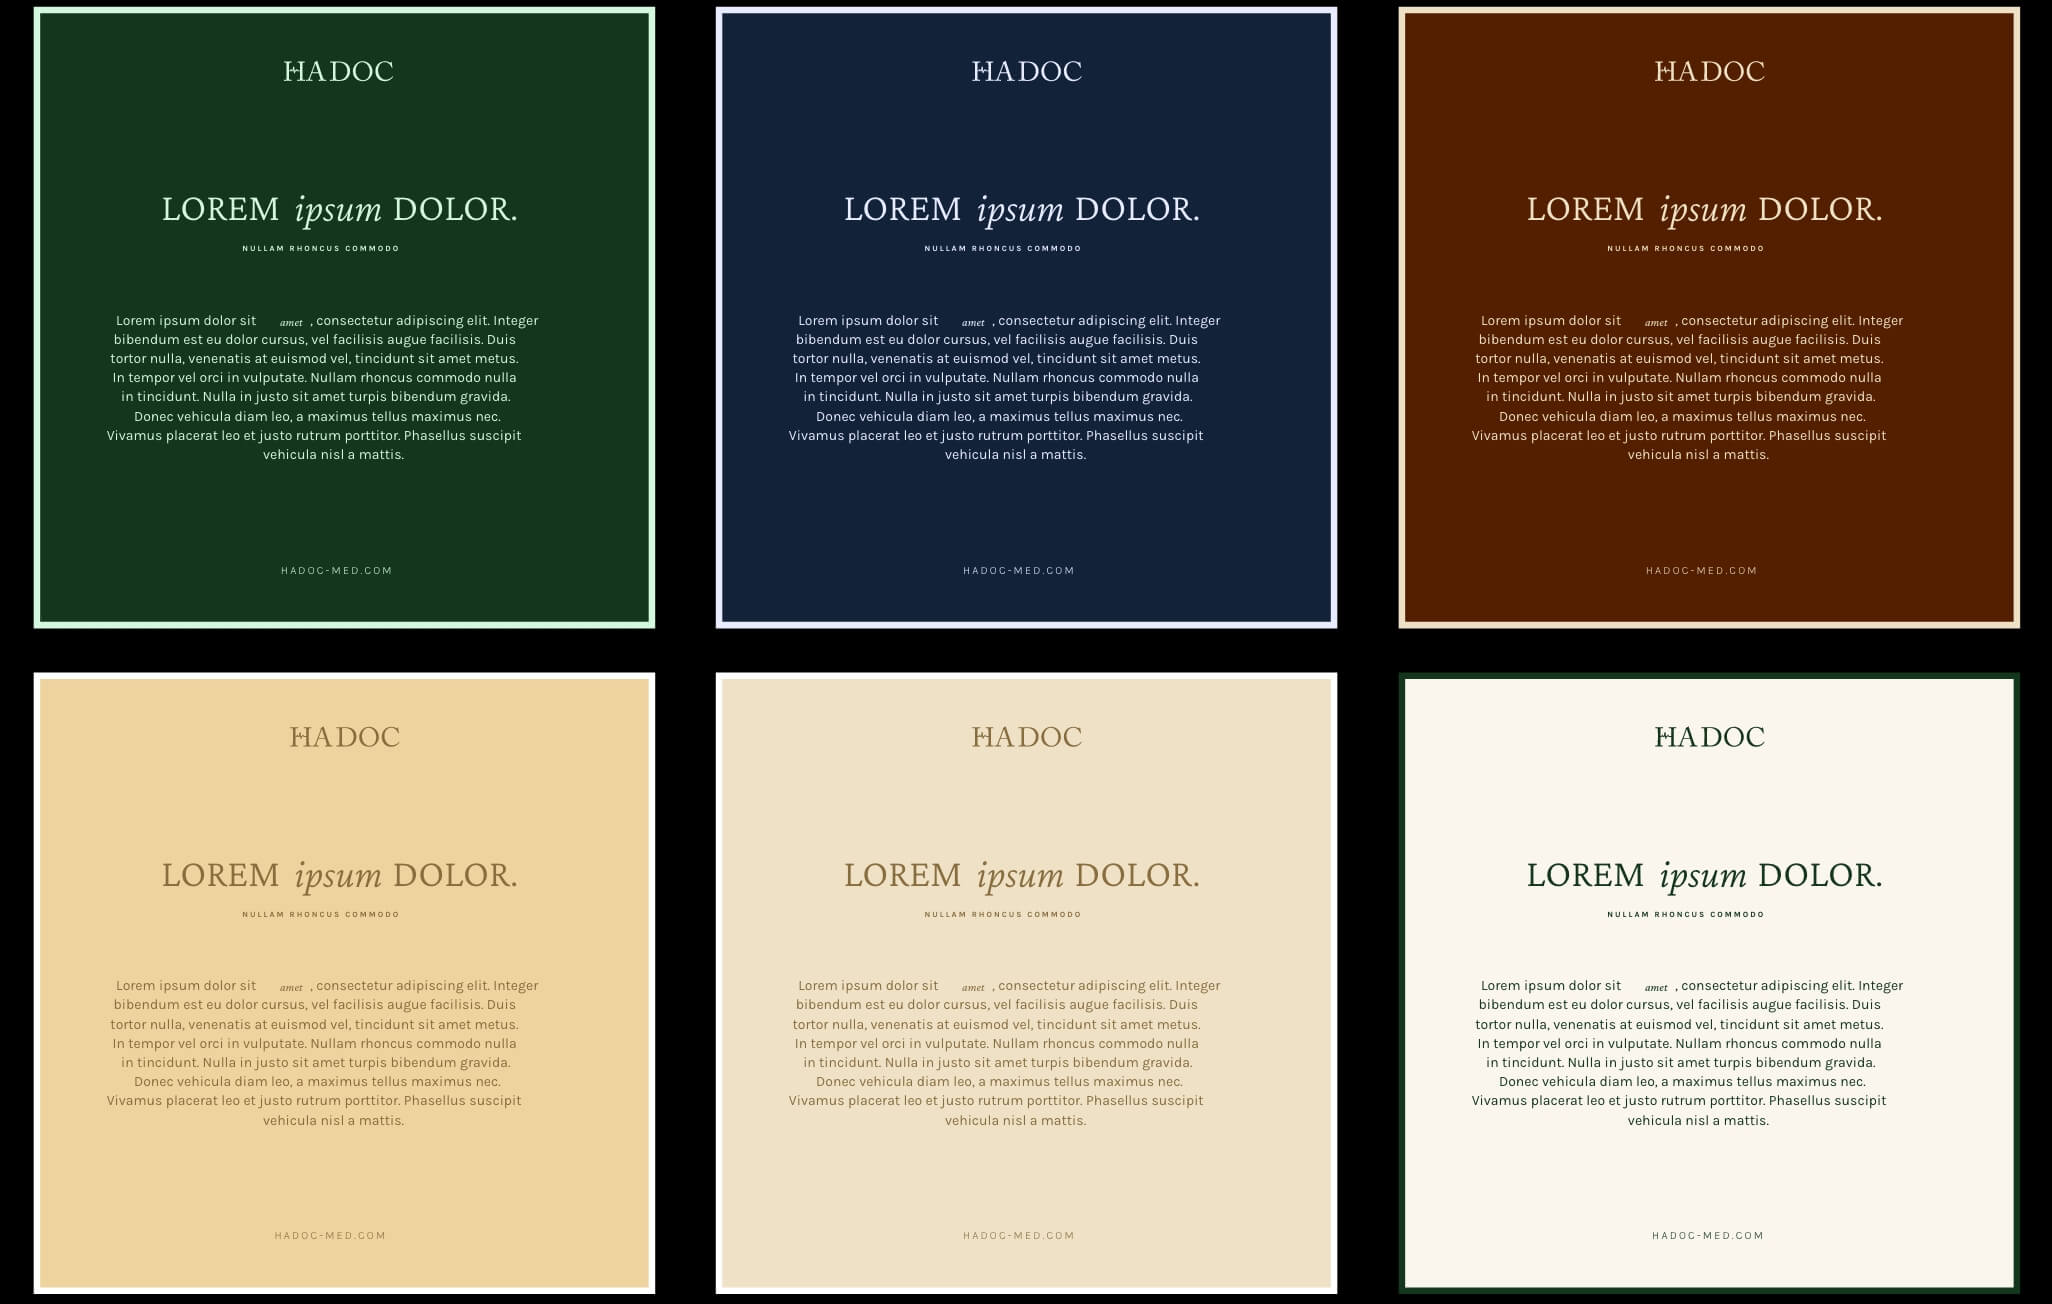 HADOC
LOREM ipsum DOLOR.
NULLAM RHONCUS COMMODO
Lorem ipsum dolor sit amet , consectetur adipiscing elit. Integer
bibendum est eu dolor cursus, vel facilisis augue facilisis. Duis
tortor nulla, venenatis at euismod vel, tincidunt sit amet metus.
In tempor vel orci in vulputate. Nullam rhoncus commodo nulla
in tincidunt. Nulla in justo sit amet turpis bibendum gravida.
Donec vehicula diam leo, a maximus tellus maximus nec.
Vivamus placerat leo et justo rutrum porttitor. Phasellus suscipit
vehicula nisl a mattis.
HADOC-MED.COM
HADOC
LOREM ipsum DOLOR.
NULLAM RHONCUS COMMODO
Lorem ipsum dolor sit amet , consectetur adipiscing elit. Integer
bibendum est eu dolor cursus, vel facilisis augue facilisis. Duis
tortor nulla, venenatis at euismod vel, tincidunt sit amet metus.
In tempor vel orci in vulputate. Nullam rhoncus commodo nulla
in tincidunt. Nulla in justo sit amet turpis bibendum gravida.
Donec vehicula diam leo, a maximus tellus maximus nec.
Vivamus placerat leo et justo rutrum porttitor. Phasellus suscipit
vehicula nisl a mattis.
HADOC-MED.COM
HADOC
LOREM ipsum DOLOR.
NULLAM RHONCUS COMMODO
Lorem ipsum dolor sit amet , consectetur adipiscing elit. Integer
bibendum est eu dolor cursus, vel facilisis augue facilisis. Duis
tortor nulla, venenatis at euismod vel, tincidunt sit amet metus.
In tempor vel orci in vulputate. Nullam rhoncus commodo nulla
in tincidunt. Nulla in justo sit amet turpis bibendum gravida.
Donec vehicula diam leo, a maximus tellus maximus nec.
Vivamus placerat leo et justo rutrum porttitor. Phasellus suscipit
vehicula nisl a mattis.
HADOC-MED.COM
HADOC
LOREM ipsum DOLOR.
NULLAM RHONCUS COMMODO
Lorem ipsum dolor sit amet , consectetur adipiscing elit. Integer
bibendum est eu dolor cursus, vel facilisis augue facilisis. Duis
tortor nulla, venenatis at euismod vel, tincidunt sit amet metus.
In tempor vel orci in vulputate. Nullam rhoncus commodo nulla
in tincidunt. Nulla in justo sit amet turpis bibendum gravida.
Donec vehicula diam leo, a maximus tellus maximus nec.
Vivamus placerat leo et justo rutrum porttitor. Phasellus suscipit
vehicula nisl a mattis.
HADOC-MED.COM
HADOC
LOREM ipsum DOLOR.
NULLAM RHONCUS COMMODO
Lorem ipsum dolor sit amet , consectetur adipiscing elit. Integer
bibendum est eu dolor cursus, vel facilisis augue facilisis. Duis
tortor nulla, venenatis at euismod vel, tincidunt sit amet metus.
In tempor vel orci in vulputate. Nullam rhoncus commodo nulla
in tincidunt. Nulla in justo sit amet turpis bibendum gravida.
Donec vehicula diam leo, a maximus tellus maximus nec.
Vivamus placerat leo et justo rutrum porttitor. Phasellus suscipit
vehicula nisl a mattis.
HADOC-MED.COM
HADOC
LOREM ipsum DOLOR.
NULLAM RHONCUS COMMODO
Lorem ipsum dolor sit amet , consectetur adipiscing elit. Integer
bibendum est eu dolor cursus, vel facilisis augue facilisis. Duis
tortor nulla, venenatis at euismod vel, tincidunt sit amet metus.
In tempor vel orci in vulputate. Nullam rhoncus commodo nulla
in tincidunt. Nulla in justo sit amet turpis bibendum gravida.
Donec vehicula diam leo, a maximus tellus maximus nec.
Vivamus placerat leo et justo rutrum porttitor. Phasellus suscipit
vehicula nisl a mattis.
HADOC-MED.COM